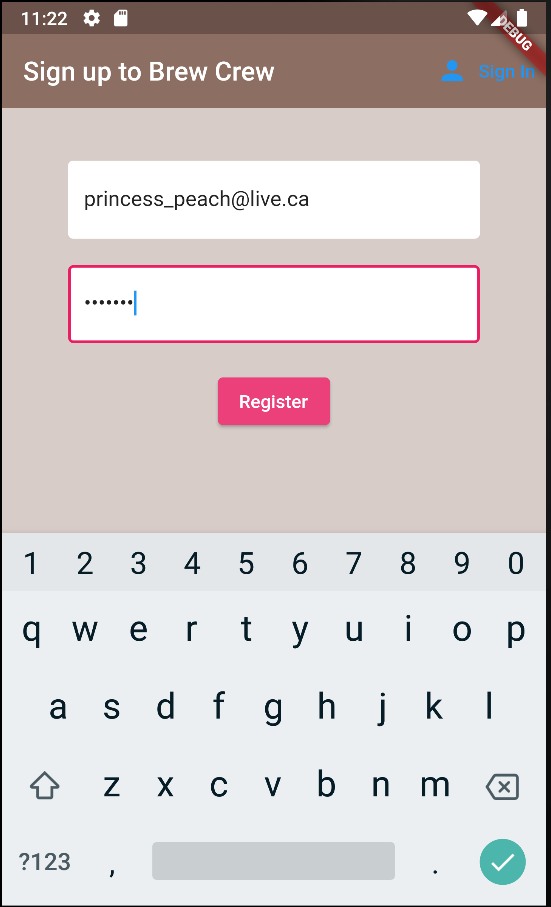 11:22
DEBUG
Sign up to Brew Crew
Sign In
princess_peach@live.ca
•••••••
Register
1 2 3 4 5 6 7 8 9 0
q w e r t y u i o p
a s d f g h j k l
z x c v b n m
?123 , .